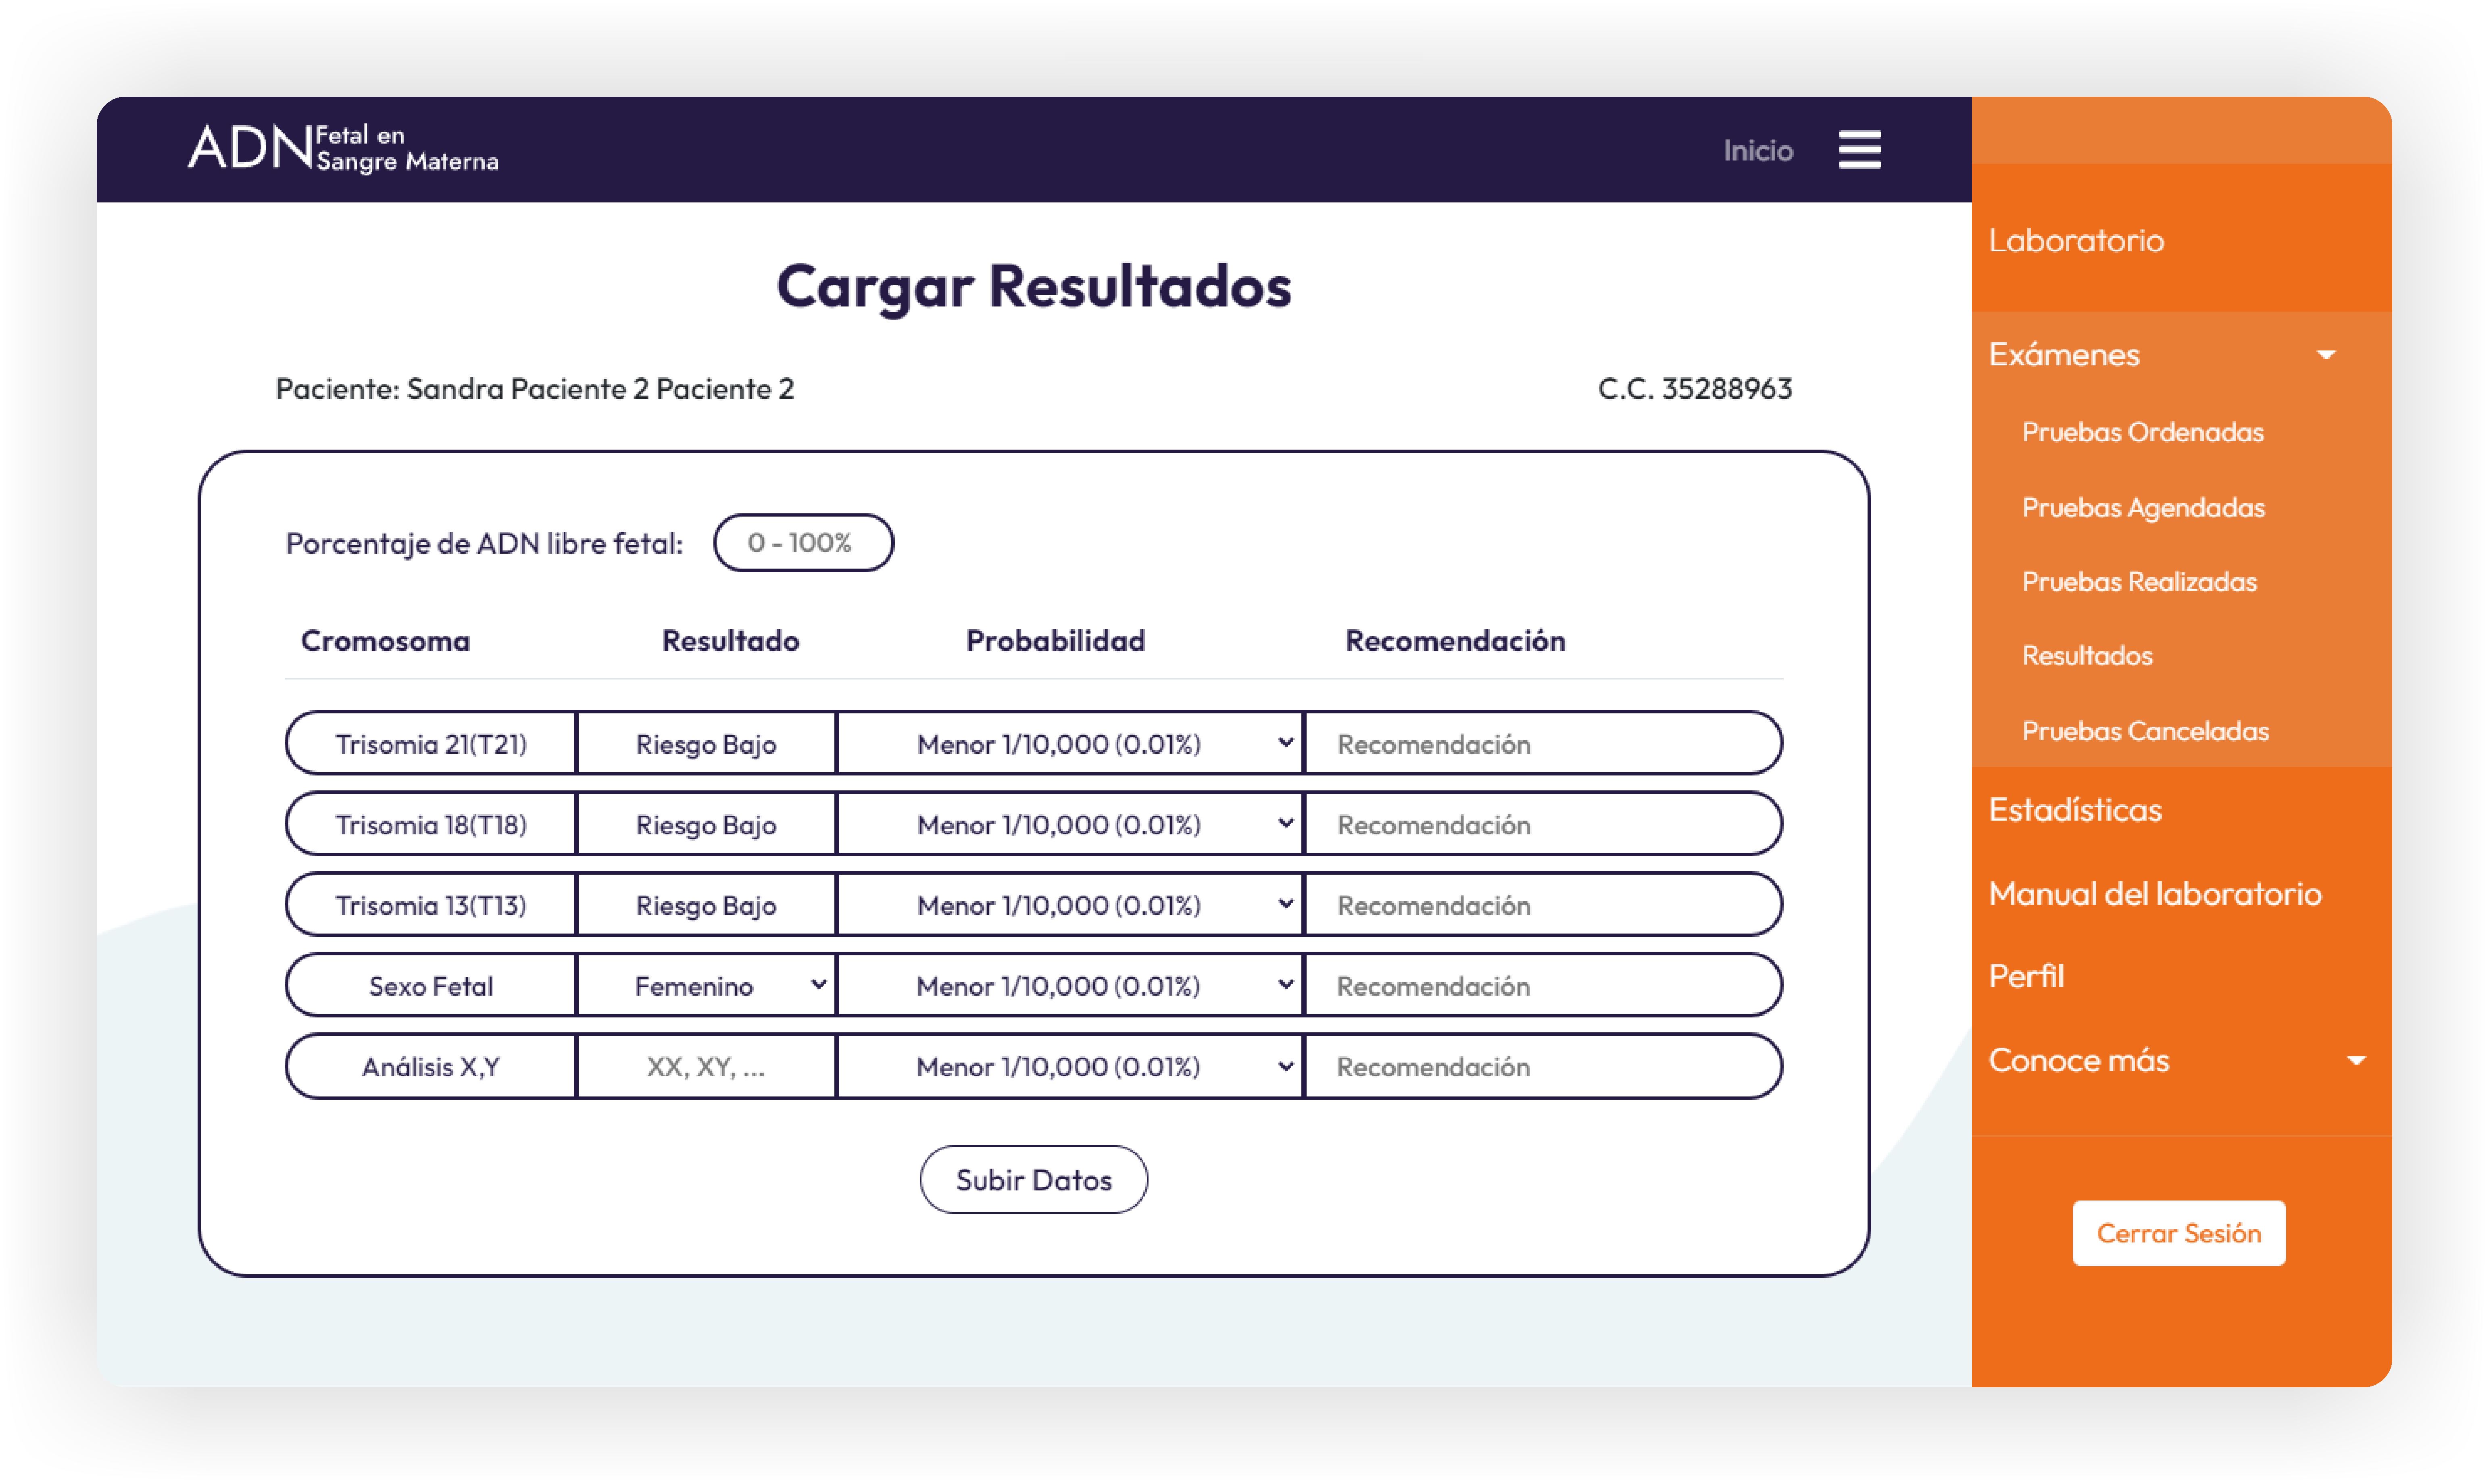 ADN Fetal en
Sangre Materna
Inicio
Cargar Resultados
Paciente: Sandra Paciente 2 Paciente 2
C.C. 35288963
Porcentaje de ADN libre fetal: 0 - 100%
Cromosoma Resultado Probabilidad Recomendación
Trisomia 21(T21) Riesgo Bajo Menor 1/10,000 (0.01%) Recomendación
Trisomia 18(T18) Riesgo Bajo Menor 1/10,000 (0.01%) Recomendación
Trisomia 13(T13) Riesgo Bajo Menor 1/10,000 (0.01%) Recomendación
Sexo Fetal Femenino Menor 1/10,000 (0.01%) Recomendación
Análisis X,Y XX, XY, ... Menor 1/10,000 (0.01%) Recomendación
Subir Datos
Laboratorio
Exámenes
Pruebas Ordenadas
Pruebas Agendadas
Pruebas Realizadas
Resultados
Pruebas Canceladas
Estadísticas
Manual del laboratorio
Perfil
Conoce más
Cerrar Sesión